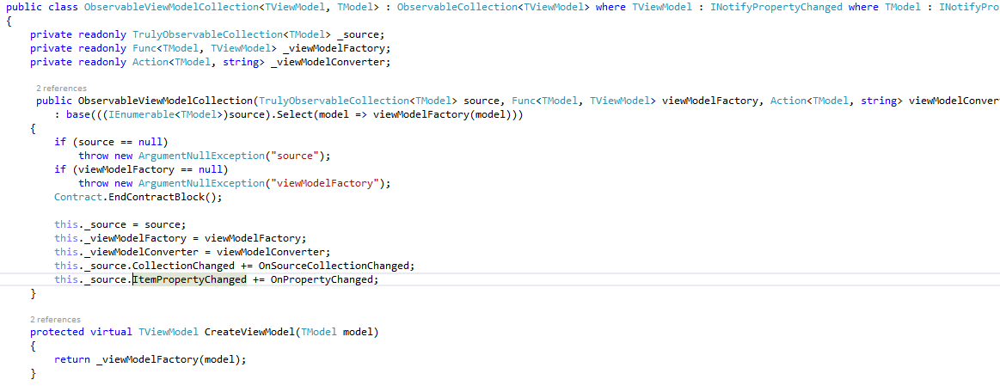 public class ObservableViewModelCollection<TViewModel, TModel> : ObservableCollection<TViewModel> where TViewModel : INotifyPropertyChanged where TModel : INotifyPro
{
    private readonly TrulyObservableCollection<TModel> _source;
    private readonly Func<TModel, TViewModel> _viewModelFactory;
    private readonly Action<TModel, string> _viewModelConverter;
    2 references
    public ObservableViewModelCollection(TrulyObservableCollection<TModel> source, Func<TModel, TViewModel> viewModelFactory, Action<TModel, string> viewModelConver
        : base(((IEnumerable<TModel>)source).Select(model => viewModelFactory(model)))
    {
        if (source == null)
            throw new ArgumentNullException("source");
        if (viewModelFactory == null)
            throw new ArgumentNullException("viewModelFactory");
        Contract.EndContractBlock();
        this._source = source;
        this._viewModelFactory = viewModelFactory;
        this._viewModelConverter = viewModelConverter;
        this._source.CollectionChanged += OnSourceCollectionChanged;
        this._source.ItemPropertyChanged += OnPropertyChanged;
    }
    2 references
    protected virtual TViewModel CreateViewModel(TModel model)
    {
        return _viewModelFactory(model);
    }